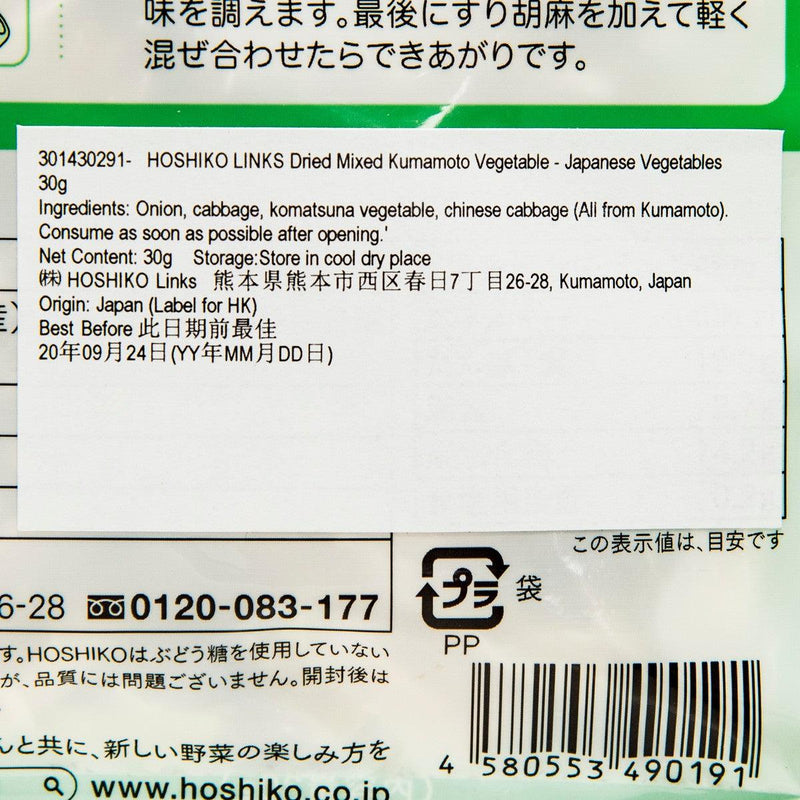 味を調えます。最後にすり胡麻を加えて軽く
混ぜ合わせたらできあがりです。
301430291- HOSHIKO LINKS Dried Mixed Kumamoto Vegetable - Japanese Vegetables
30g
Ingredients: Onion, cabbage, komatsuna vegetable, chinese cabbage (All from Kumamoto).
Consume as soon as possible after opening.'
Net Content: 30g Storage:Store in cool dry place
㈱ HOSHIKO Links 熊本県熊本市西区春日7丁目26-28, Kumamoto, Japan
Origin: Japan (Label for HK)
Best Before 此日期前最佳
20年09月24日(YY年MM月DD日)
この表示値は、目安です
6-28 0120-083-177
プラ 袋
PP
す。HOSHIKOはぶどう糖を使用していない
が、品質には問題ございません。開封後は
んと共に、新しい野菜の楽しみ方を
www.hoshiko.co.jp
4 580553 490191